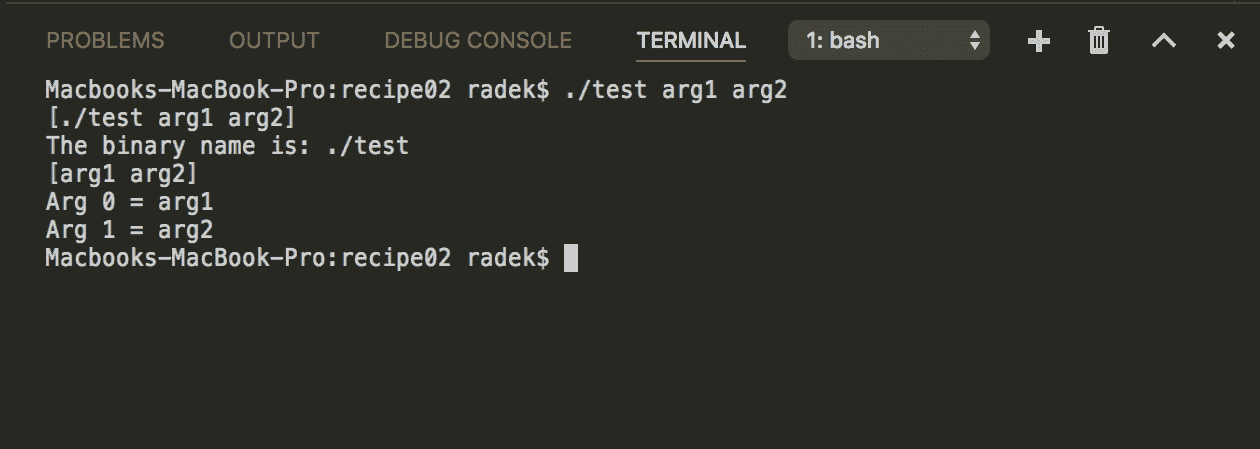 PROBLEMS OUTPUT DEBUG CONSOLE TERMINAL 1: bash
Macbooks-MacBook-Pro:recipe02 radek$ ./test arg1 arg2
[./test arg1 arg2]
The binary name is: ./test
[arg1 arg2]
Arg 0 = arg1
Arg 1 = arg2
Macbooks-MacBook-Pro:recipe02 radek$